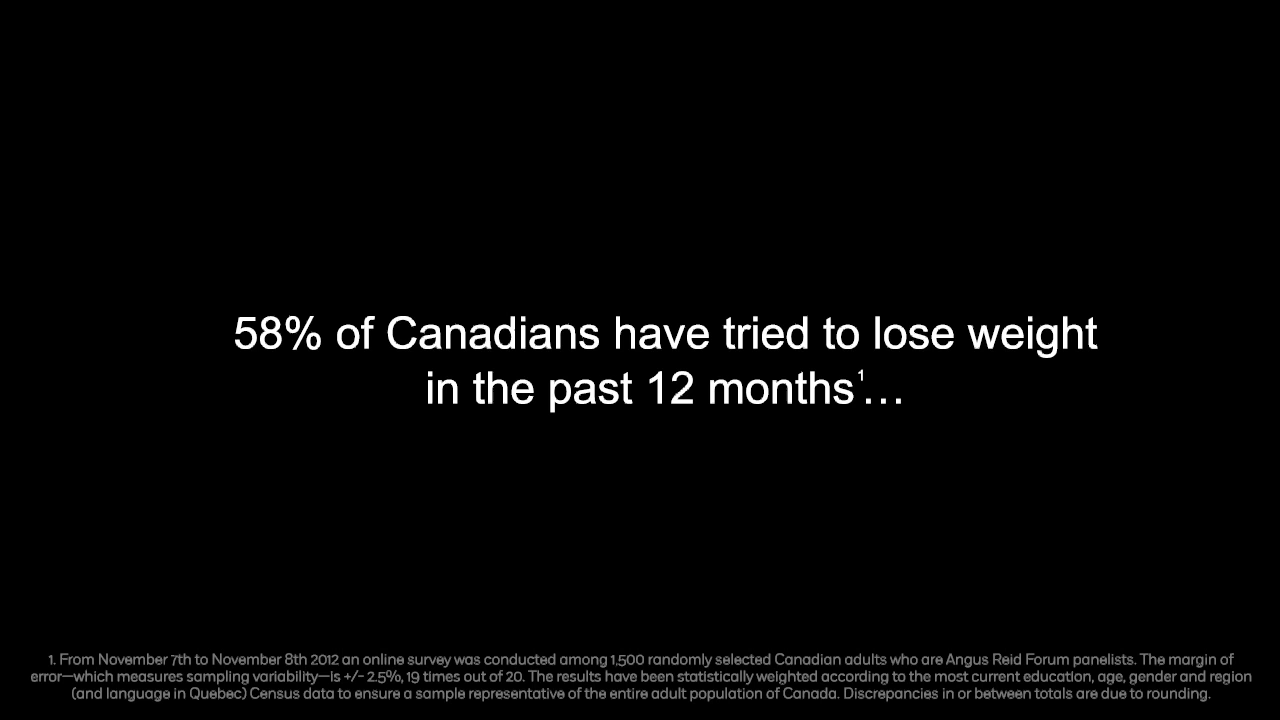 58% of Canadians have tried to lose weight
in the past 12 months¹…
1. From November 7th to November 8th 2012 an online survey was conducted among 1,500 randomly selected Canadian adults who are Angus Reid Forum panelists. The margin of
error—which measures sampling variability—is +/- 2.5%, 19 times out of 20. The results have been statistically weighted according to the most current education, age, gender and region
(and language in Quebec) Census data to ensure a sample representative of the entire adult population of Canada. Discrepancies in or between totals are due to rounding.